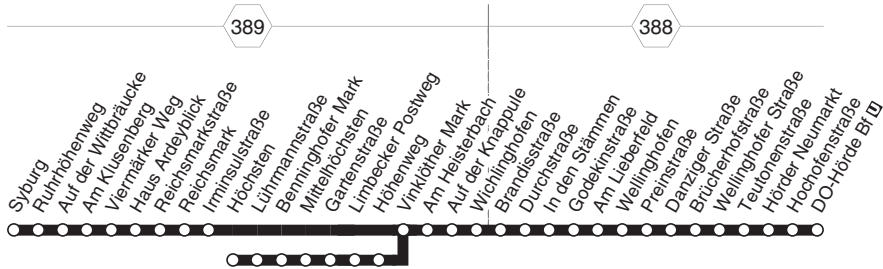 389
388
Syburg
Ruhrhöhenweg
Auf der Wittbräucke
Am Klusenberg
Viermärker Weg
Haus Ardeyblick
Reichsmarkstraße
Reichsmark
Irminsulstraße
Höchsten
Lührmannstraße
Benninghofer Mark
Mittelhöchsten
Gartenstraße
Limbecker Postweg
Höhenweg
Vinklöther Mark
Am Heisterbach
Auf der Knappule
Wichlinghofen
Brandisstraße
Durchstraße
In den Stämmen
Godekinstraße
Am Lieberfeld
Wellinghofen
Preinstraße
Danziger Straße
Brücherhofstraße
Wellinghofer Straße
Teutonenstraße
Hörder Neumarkt
Hochofenstraße
DO-Hörde Bf U